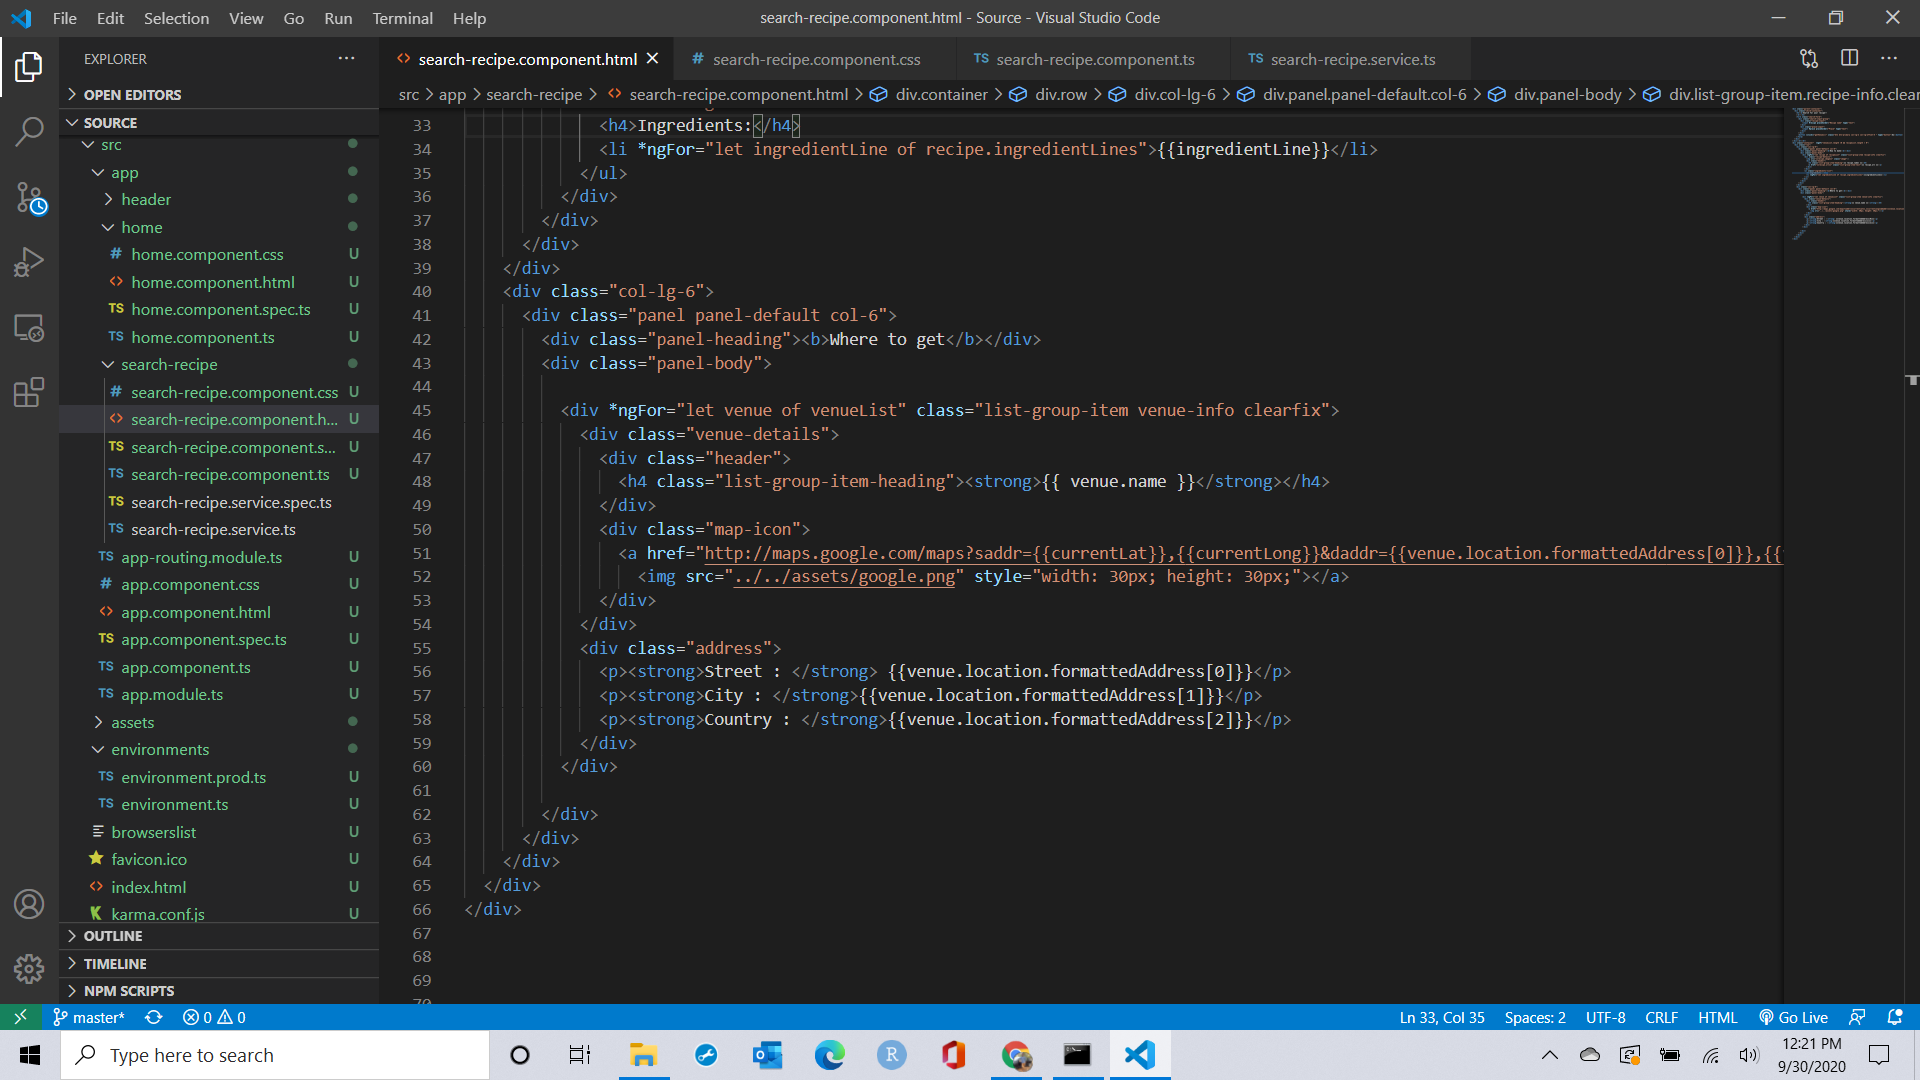 File Edit Selection View Go Run Terminal Help
search-recipe.component.html - Source - Visual Studio Code
EXPLORER
OPEN EDITORS
SOURCE
src
app
header
home
# home.component.css U
<> home.component.html U
TS home.component.spec.ts U
TS home.component.ts U
search-recipe
# search-recipe.component.css U
<> search-recipe.component.h... U
TS search-recipe.component.s... U
TS search-recipe.component.ts U
TS search-recipe.service.spec.ts
TS search-recipe.service.ts
TS app-routing.module.ts U
# app.component.css U
<> app.component.html U
TS app.component.spec.ts U
TS app.component.ts U
TS app.module.ts U
assets
environments
TS environment.prod.ts U
TS environment.ts U
browserslist U
favicon.ico U
<> index.html U
K karma.conf.js U
OUTLINE
TIMELINE
NPM SCRIPTS
<> search-recipe.component.html
# search-recipe.component.css
TS search-recipe.component.ts
TS search-recipe.service.ts
src > app > search-recipe > <> search-recipe.component.html > div.container > div.row > div.col-lg-6 > div.panel.panel-default.col-6 > div.panel-body > div.list-group-item.recipe-info.clear
33 <h4>Ingredients:</h4>
34 <li *ngFor="let ingredientLine of recipe.ingredientLines">{{ingredientLine}}</li>
35 </ul>
36 </div>
37 </div>
38 </div>
39 </div>
40 <div class="col-lg-6">
41 <div class="panel panel-default col-6">
42 <div class="panel-heading"><b>Where to get</b></div>
43 <div class="panel-body">
44
45 <div *ngFor="let venue of venueList" class="list-group-item venue-info clearfix">
46 <div class="venue-details">
47 <div class="header">
48 <h4 class="list-group-item-heading"><strong>{{ venue.name }}</strong></h4>
49 </div>
50 <div class="map-icon">
51 <a href="http://maps.google.com/maps?saddr={{currentLat}},{{currentLong}}&daddr={{venue.location.formattedAddress[0]}},{{
52 <img src="../../assets/google.png" style="width: 30px; height: 30px;"></a>
53 </div>
54 </div>
55 <div class="address">
56 <p><strong>Street : </strong> {{venue.location.formattedAddress[0]}}</p>
57 <p><strong>City : </strong>{{venue.location.formattedAddress[1]}}</p>
58 <p><strong>Country : </strong>{{venue.location.formattedAddress[2]}}</p>
59 </div>
60 </div>
61
62 </div>
63 </div>
64 </div>
65 </div>
66 </div>
67
68
69
70
master* 0 0
Ln 33, Col 35 Spaces: 2 UTF-8 CRLF HTML Go Live
Type here to search
12:21 PM
9/30/2020